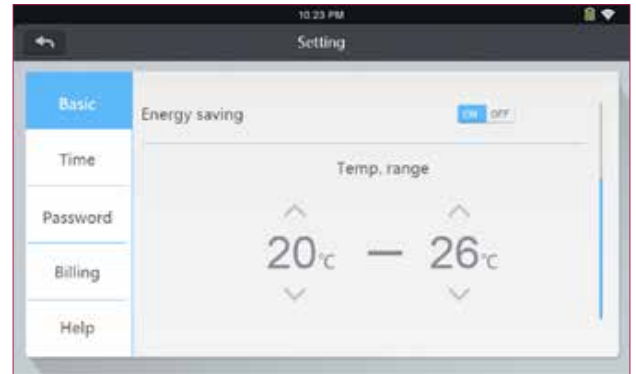 10.23 PM
Setting
Basic
Energy saving
ON OFF
Time
Temp. range
Password
20℃ — 26℃
Billing
Help